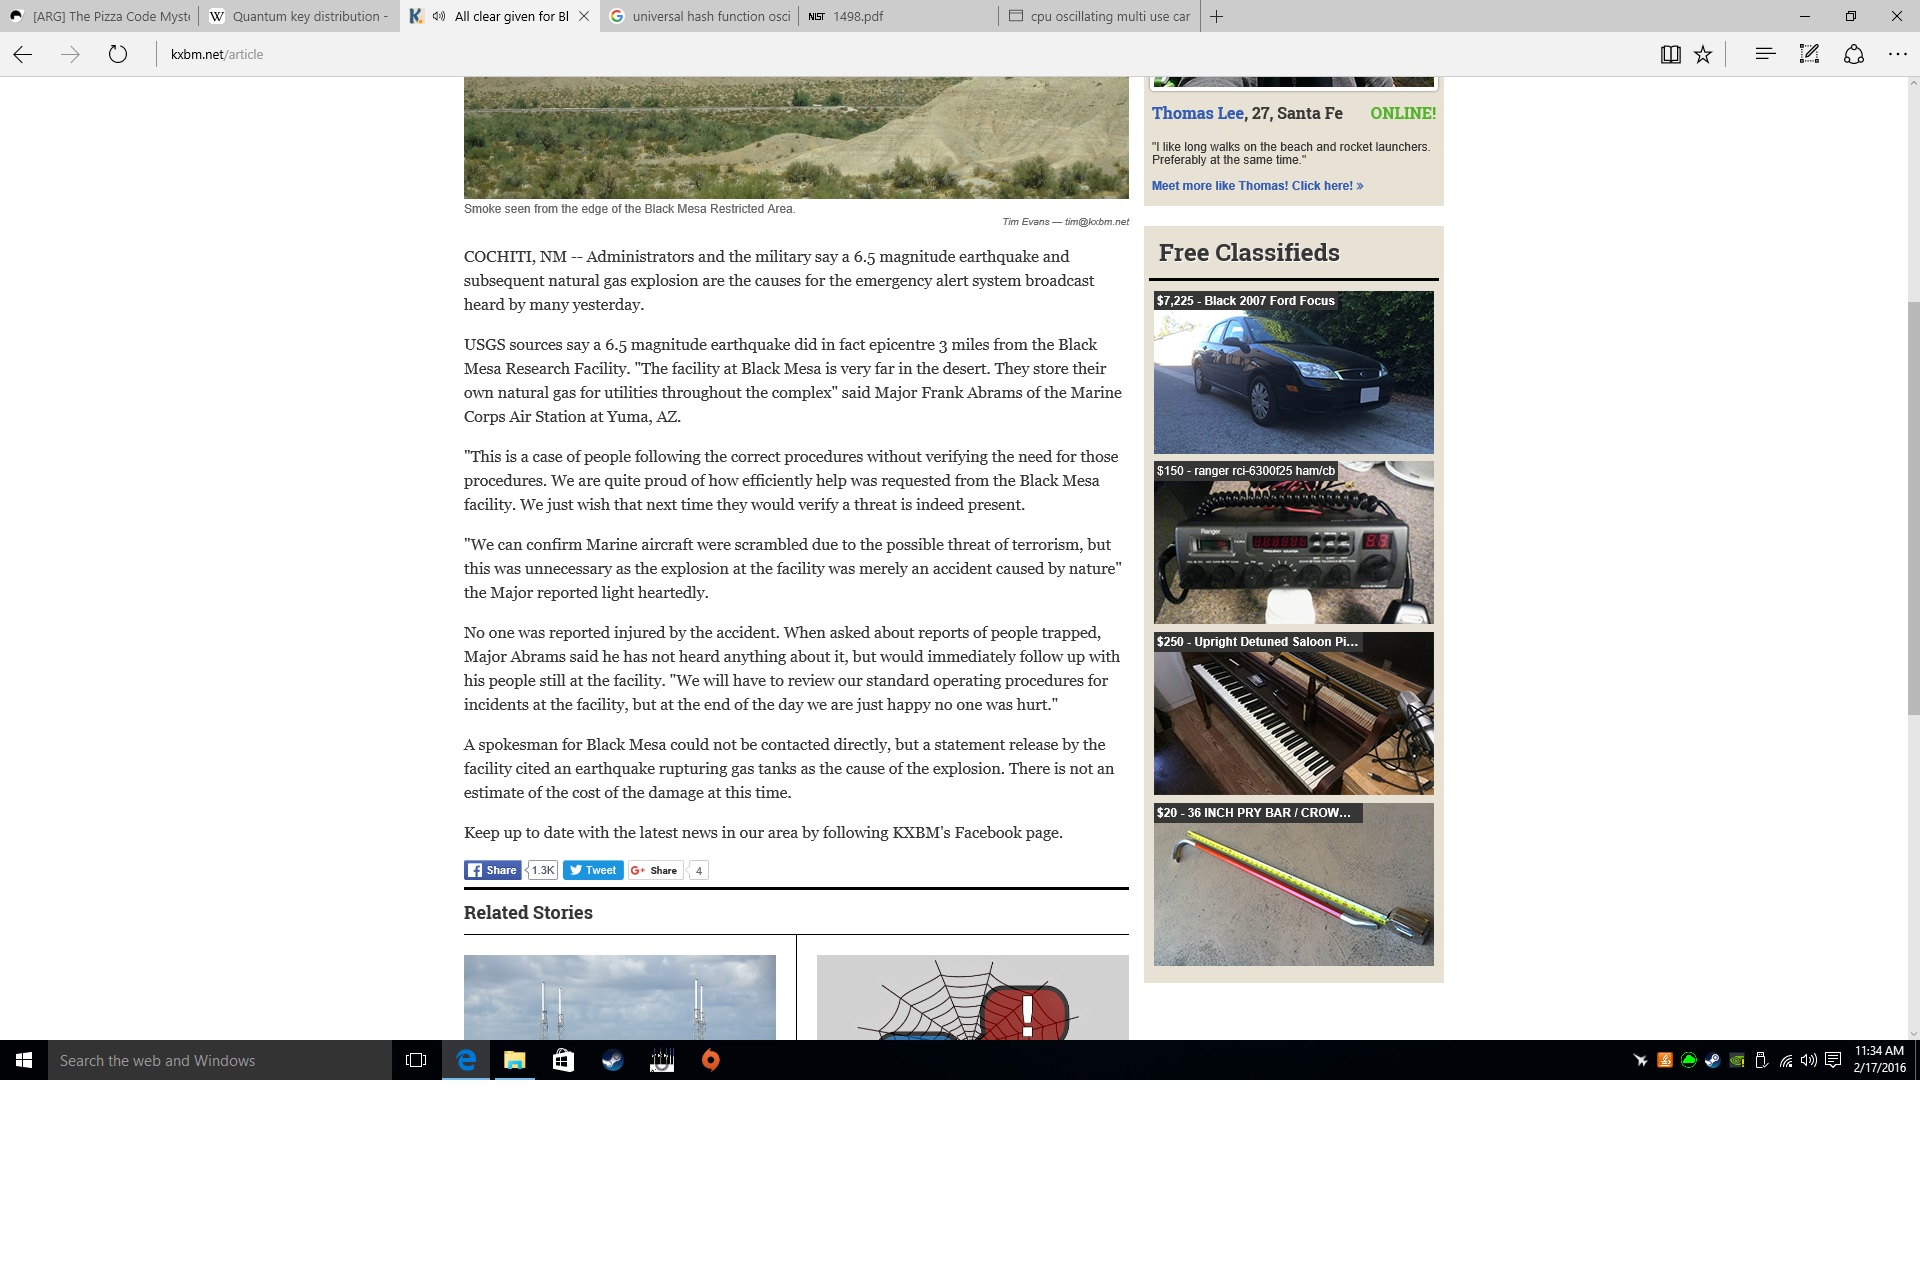 [ARG] The Pizza Code Myste
Quantum key distribution -
All clear given for Bl
universal hash function osci
NIST 1498.pdf
cpu oscillating multi use car
kxbm.net/article
Smoke seen from the edge of the Black Mesa Restricted Area.
Tim Evans — tim@kxbm.net
COCHITI, NM -- Administrators and the military say a 6.5 magnitude earthquake and
subsequent natural gas explosion are the causes for the emergency alert system broadcast
heard by many yesterday.
USGS sources say a 6.5 magnitude earthquake did in fact epicentre 3 miles from the Black
Mesa Research Facility. "The facility at Black Mesa is very far in the desert. They store their
own natural gas for utilities throughout the complex" said Major Frank Abrams of the Marine
Corps Air Station at Yuma, AZ.
"This is a case of people following the correct procedures without verifying the need for those
procedures. We are quite proud of how efficiently help was requested from the Black Mesa
facility. We just wish that next time they would verify a threat is indeed present.
"We can confirm Marine aircraft were scrambled due to the possible threat of terrorism, but
this was unnecessary as the explosion at the facility was merely an accident caused by nature"
the Major reported light heartedly.
No one was reported injured by the accident. When asked about reports of people trapped,
Major Abrams said he has not heard anything about it, but would immediately follow up with
his people still at the facility. "We will have to review our standard operating procedures for
incidents at the facility, but at the end of the day we are just happy no one was hurt."
A spokesman for Black Mesa could not be contacted directly, but a statement release by the
facility cited an earthquake rupturing gas tanks as the cause of the explosion. There is not an
estimate of the cost of the damage at this time.
Keep up to date with the latest news in our area by following KXBM's Facebook page.
Share 1.3K Tweet G+ Share 4
Related Stories
Thomas Lee, 27, Santa Fe ONLINE!
"I like long walks on the beach and rocket launchers.
Preferably at the same time."
Meet more like Thomas! Click here! »
Free Classifieds
$7,225 - Black 2007 Ford Focus
$150 - ranger rci-6300f25 ham/cb
Ranger
$250 - Upright Detuned Saloon Pi...
$20 - 36 INCH PRY BAR / CROW...
Search the web and Windows
11:34 AM
2/17/2016